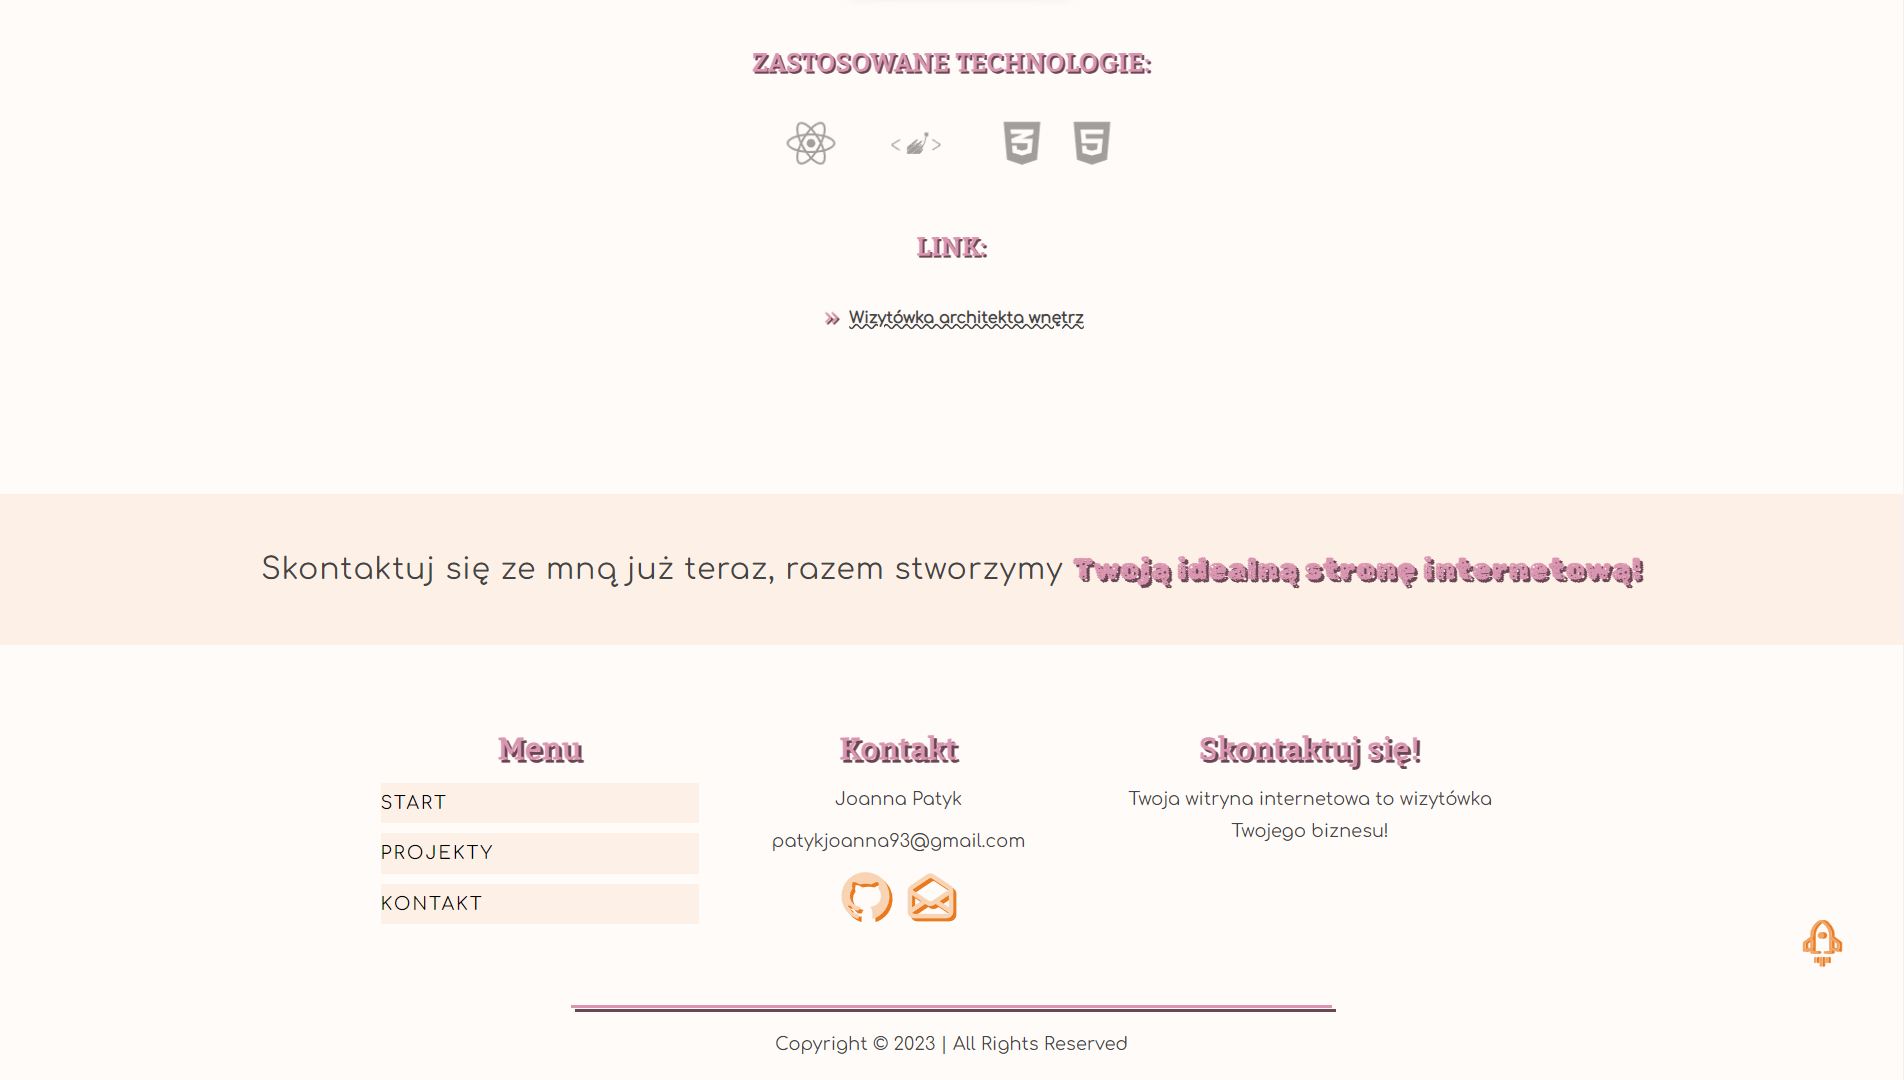 ZASTOSOWANE TECHNOLOGIE:
LINK:
Wizytówka architekta wnętrz
Skontaktuj się ze mną już teraz, razem stworzymy Twoją idealną stronę internetową!
Menu
START
PROJEKTY
KONTAKT
Kontakt
Joanna Patyk
patykjoanna93@gmail.com
Skontaktuj się!
Twoja witryna internetowa to wizytówka
Twojego biznesu!
Copyright © 2023 | All Rights Reserved